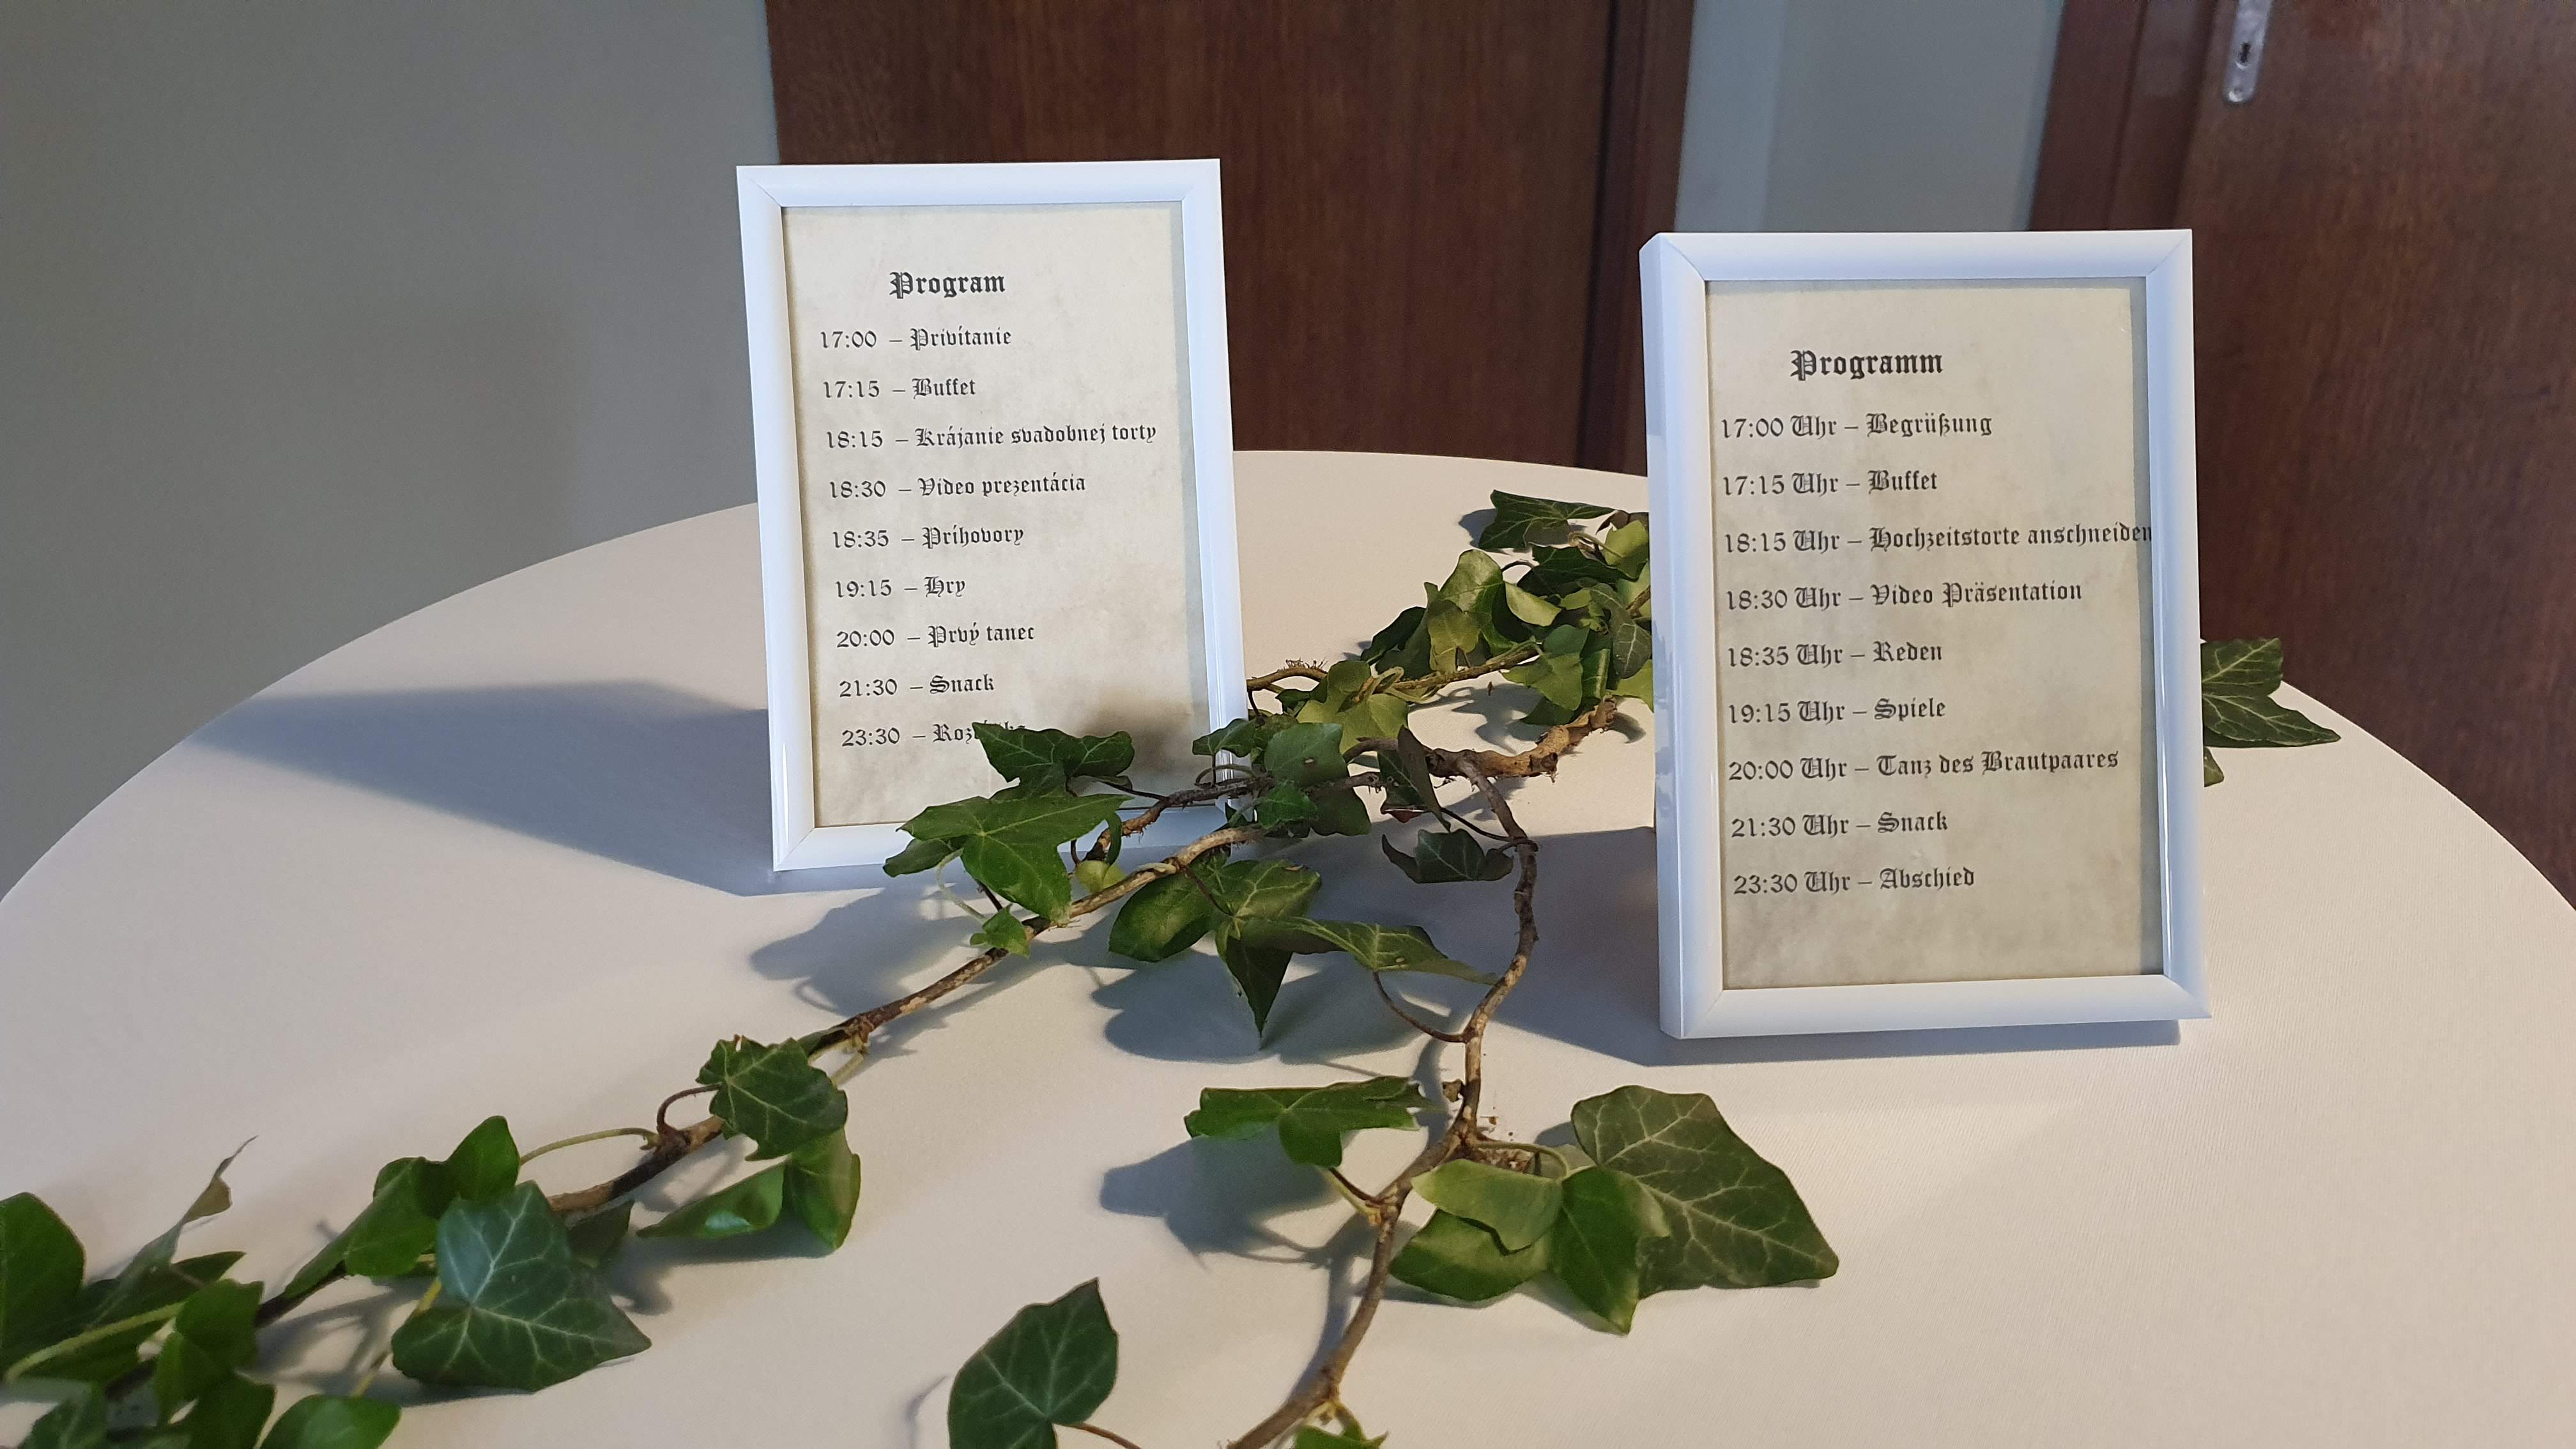 Program
17:00 – Privítanie
17:15 – Buffet
18:15 – Krájanie svadobnej torty
18:30 – Video prezentácia
18:35 – Príhovory
19:15 – Hry
20:00 – Prvý tanec
21:30 – Snack
23:30 –
Programm
17:00 Uhr – Begrüßung
17:15 Uhr – Buffet
18:15 Uhr – Hochzeitstorte anschneiden
18:30 Uhr – Video Präsentation
18:35 Uhr – Reden
19:15 Uhr – Spiele
20:00 Uhr – Tanz des Brautpaares
21:30 Uhr – Snack
23:30 Uhr – Abschied